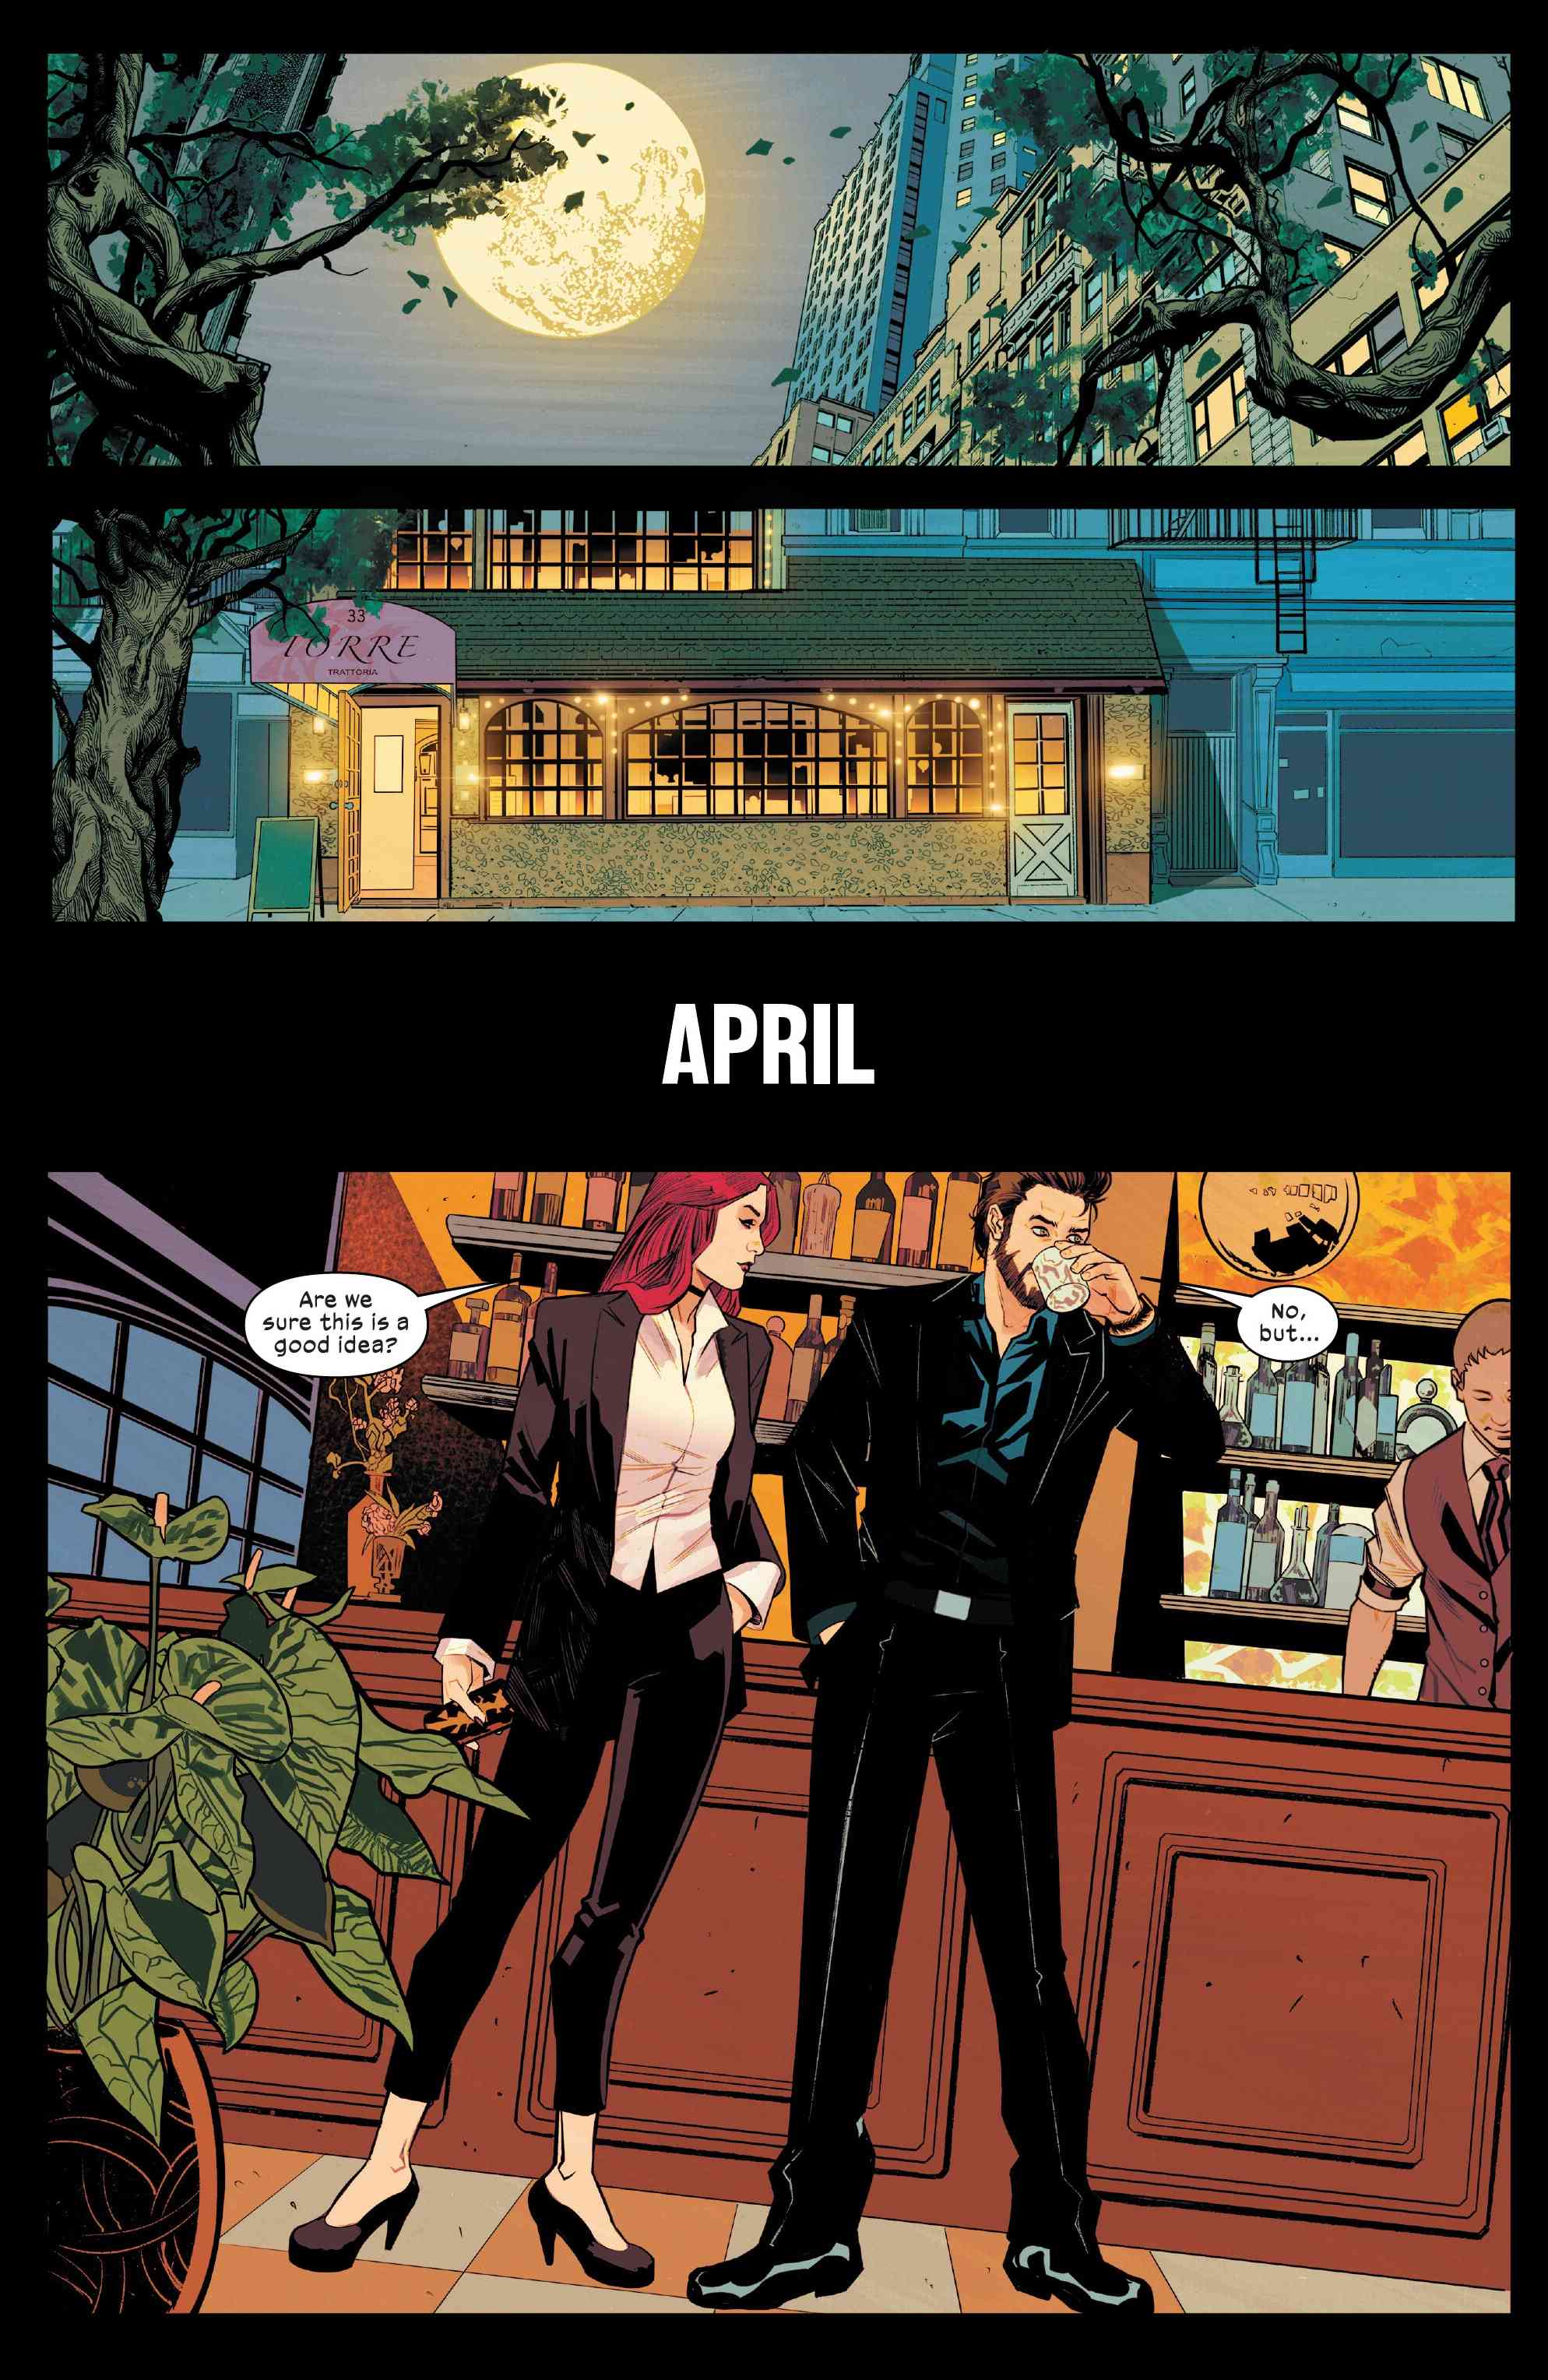 33
TORRE
TRATTORIA
APRIL
Are we
sure this is a
good idea?
No,
but...